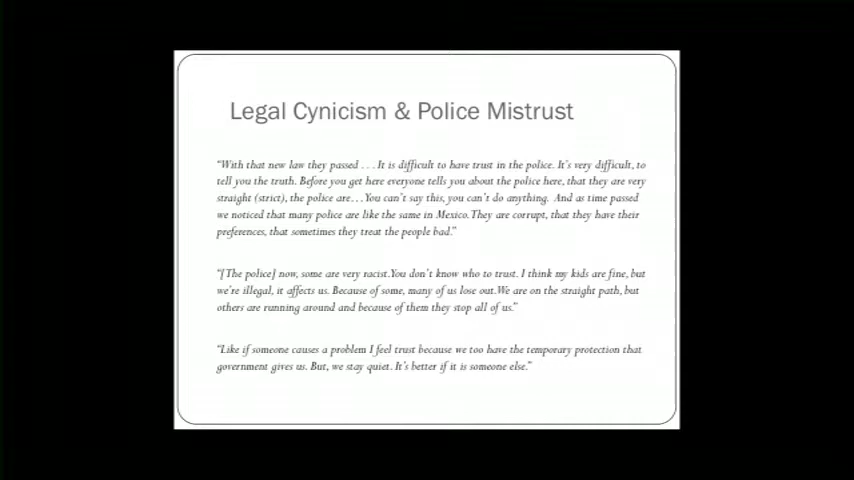 Legal Cynicism & Police Mistrust
“With that new law they passed . . . It is difficult to have trust in the police. It’s very difficult, to
tell you the truth. Before you get here everyone tells you about the police here, that they are very
straight (strict), the police are…You can’t say this, you can’t do anything. And as time passed
we noticed that many police are like the same in Mexico.They are corrupt, that they have their
preferences, that sometimes they treat the people bad.”
“[The police] now, some are very racist.You don’t know who to trust. I think my kids are fine, but
we’re illegal, it affects us. Because of some, many of us lose out.We are on the straight path, but
others are running around and because of them they stop all of us.”
“Like if someone causes a problem I feel trust because we too have the temporary protection that
government gives us. But, we stay quiet. It’s better if it is someone else.”